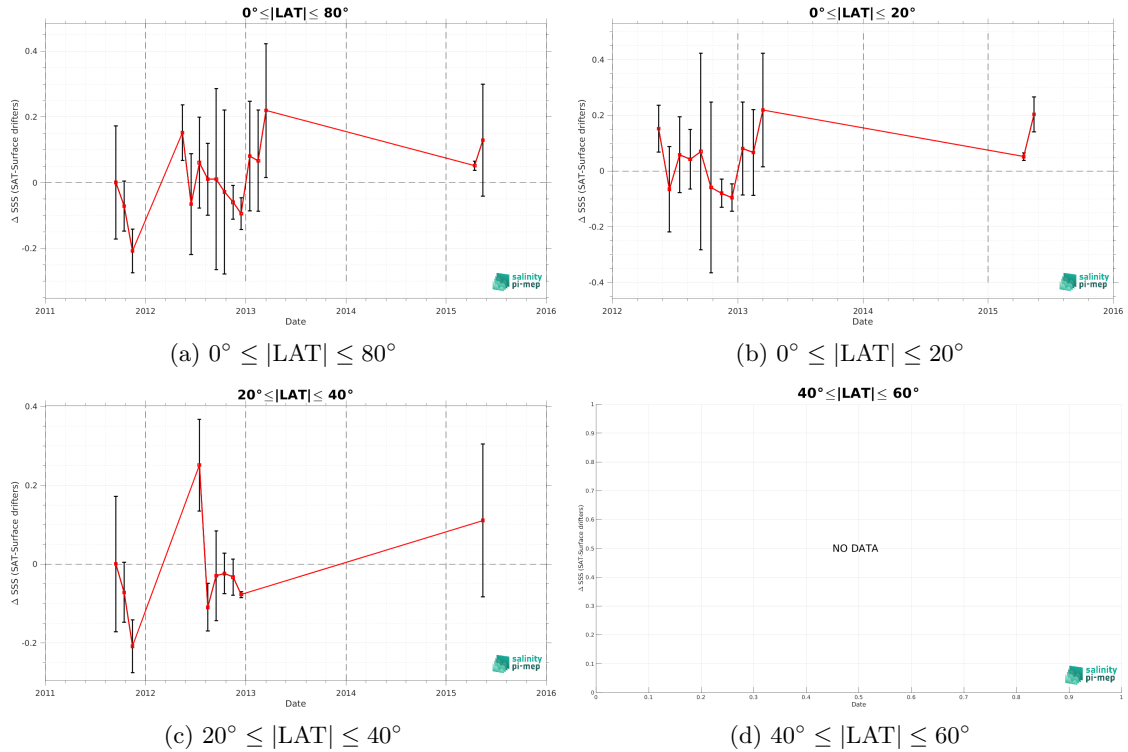 0°≤|LAT|≤ 80°
0.4
0.2
0
-0.2
Δ SSS (SAT-Surface drifters)
2011
2012
2013
2014
2015
2016
Date
salinity
pi-mep
(a) 0° ≤ |LAT| ≤ 80°
0°≤|LAT|≤ 20°
0.4
0.2
0
-0.2
-0.4
Δ SSS (SAT-Surface drifters)
2012
2013
2014
2015
2016
Date
salinity
pi-mep
(b) 0° ≤ |LAT| ≤ 20°
20°≤|LAT|≤ 40°
0.4
0.2
0
-0.2
Δ SSS (SAT-Surface drifters)
2011
2012
2013
2014
2015
2016
Date
salinity
pi-mep
(c) 20° ≤ |LAT| ≤ 40°
40°≤|LAT|≤ 60°
1
0.9
0.8
0.7
0.6
0.5
0.4
0.3
0.2
0.1
0
Δ SSS (SAT-Surface drifters)
NO DATA
0
0.1
0.2
0.3
0.4
0.5
0.6
0.7
0.8
0.9
1
Date
salinity
pi-mep
(d) 40° ≤ |LAT| ≤ 60°